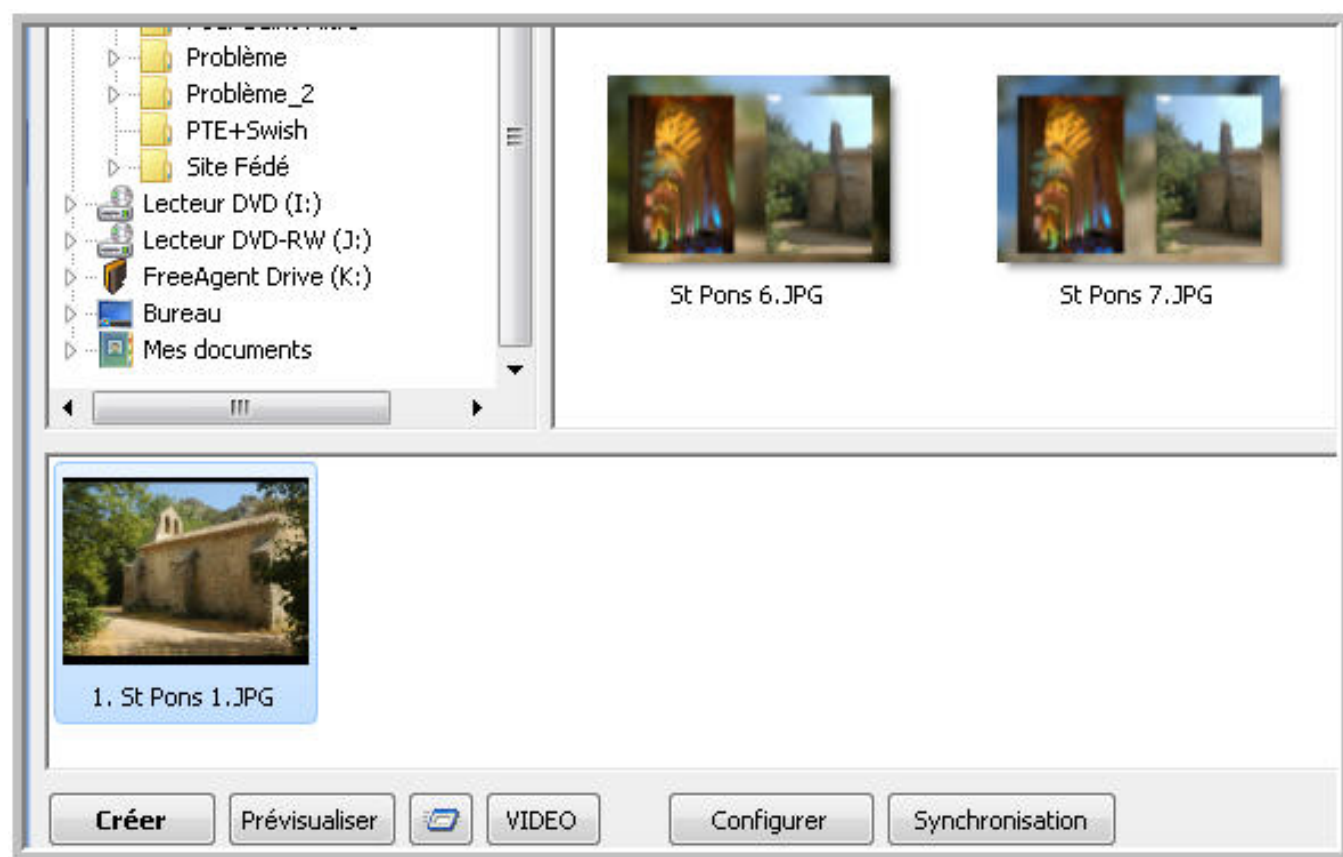 Problème
Problème_2
PTE+Swish
Site Fédé
Lecteur DVD (I:)
Lecteur DVD-RW (J:)
FreeAgent Drive (K:)
Bureau
Mes documents
St Pons 6.JPG
St Pons 7.JPG
1. St Pons 1.JPG
Créer
Prévisualiser
VIDEO
Configurer
Synchronisation